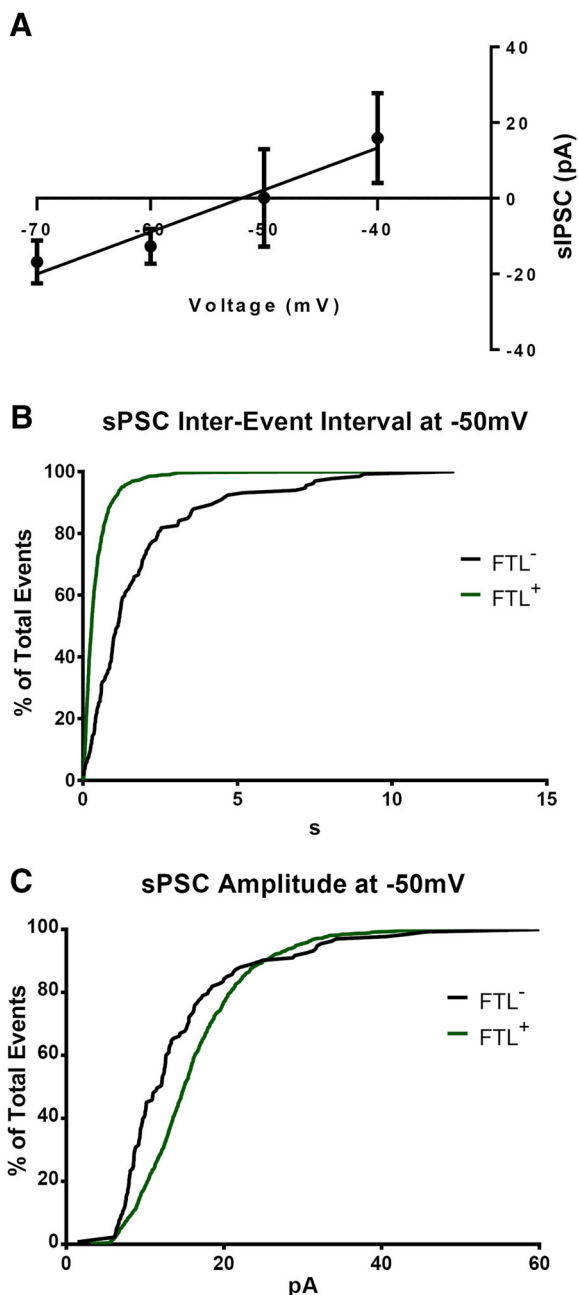 A
40
20
0
-20
-40
sIPSC (pA)
-70
-60
-50
-40
Voltage (mV)
B
sPSC Inter-Event Interval at -50mV
100
80
60
40
20
0
% of Total Events
FTL-
FTL+
0
5
10
15
s
C
sPSC Amplitude at -50mV
100
80
60
40
20
0
% of Total Events
FTL-
FTL+
0
20
40
60
pA